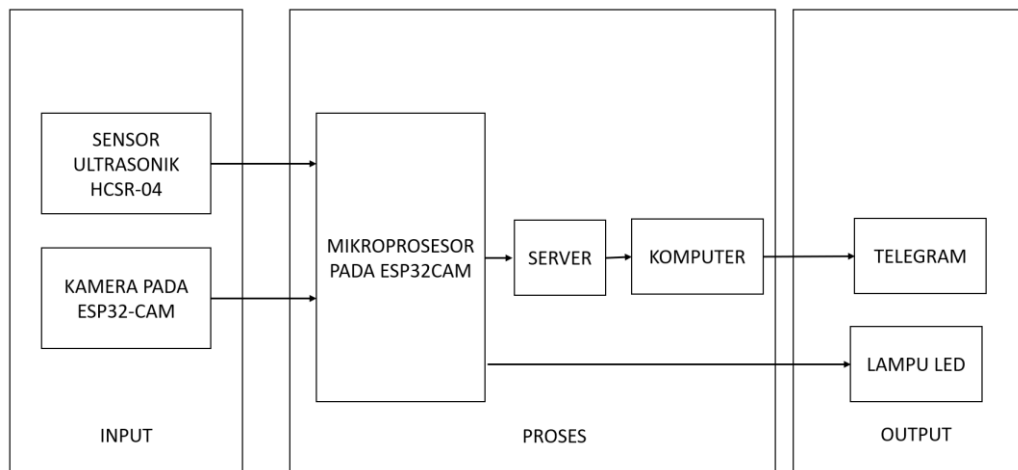 SENSOR
ULTRASONIK
HCSR-04
KAMERA PADA
ESP32-CAM
INPUT
MIKROPROSESOR
PADA ESP32CAM
SERVER
KOMPUTER
PROSES
TELEGRAM
LAMPU LED
OUTPUT